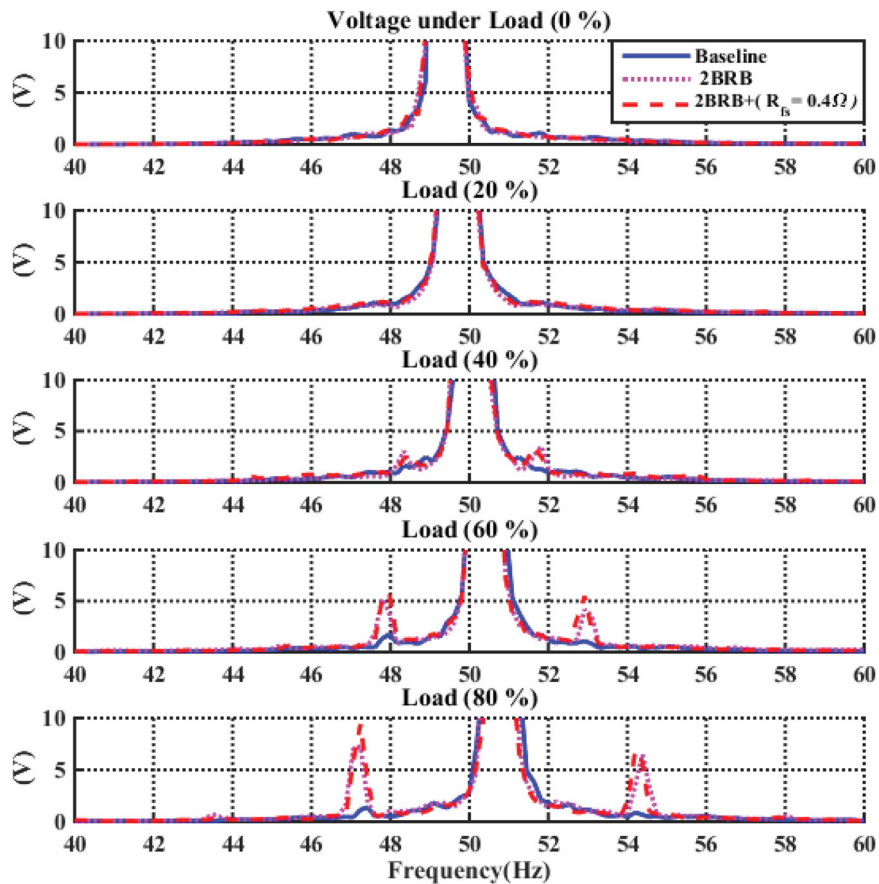 Voltage under Load (0 %)
10
5
0
(V)
Baseline
2BRB
2BRB+( R_fs = 0.4Ω )
40 42 44 46 48 50 52 54 56 58 60
Load (20 %)
10
5
0
(V)
40 42 44 46 48 50 52 54 56 58 60
Load (40 %)
10
5
0
(V)
40 42 44 46 48 50 52 54 56 58 60
Load (60 %)
10
5
0
(V)
40 42 44 46 48 50 52 54 56 58 60
Load (80 %)
10
5
0
(V)
40 42 44 46 48 50 52 54 56 58 60
Frequency(Hz)